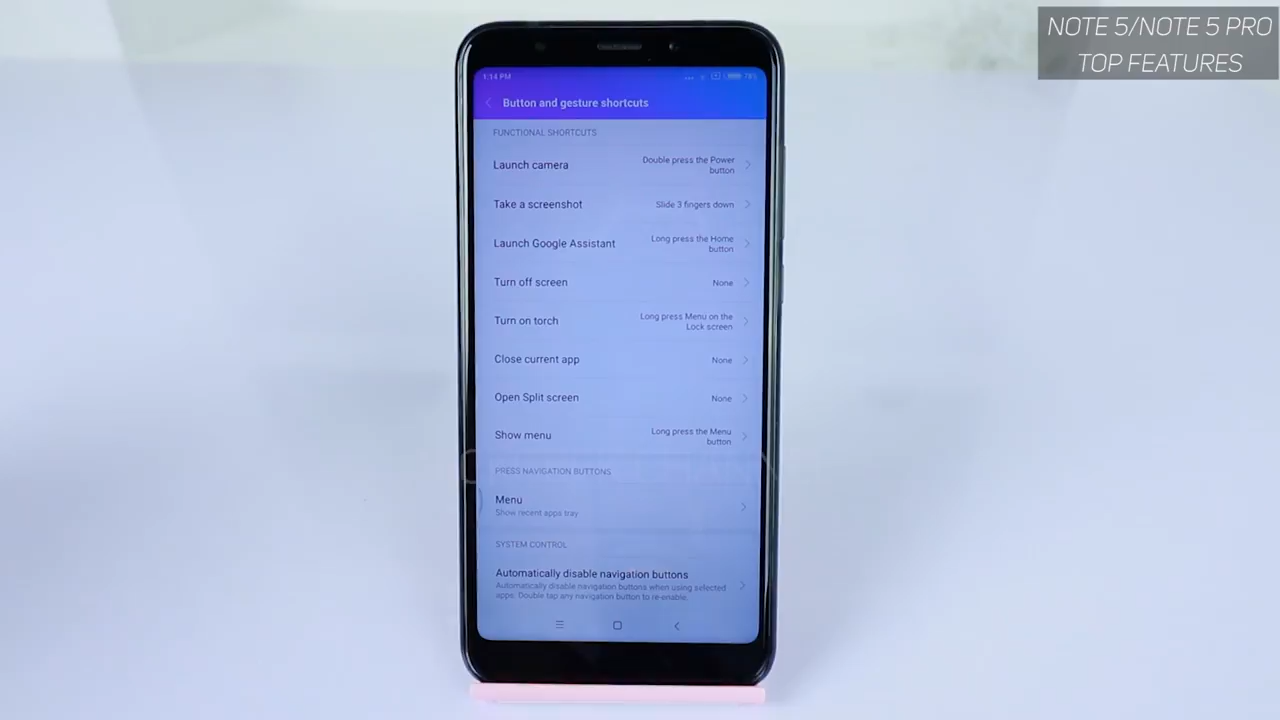 NOTE 5/NOTE 5 PRO
TOP FEATURES
1:14 PM
78%
Button and gesture shortcuts
FUNCTIONAL SHORTCUTS
Launch camera
Double press the Power
button
Take a screenshot
Slide 3 fingers down
Launch Google Assistant
Long press the Home
button
Turn off screen
None
Turn on torch
Long press Menu on the
Lock screen
Close current app
None
Open Split screen
None
Show menu
Long press the Menu
button
PRESS NAVIGATION BUTTONS
Menu
Show recent apps tray
SYSTEM CONTROL
Automatically disable navigation buttons
Automatically disable navigation buttons when using selected
apps. Double tap any navigation button to re-enable.